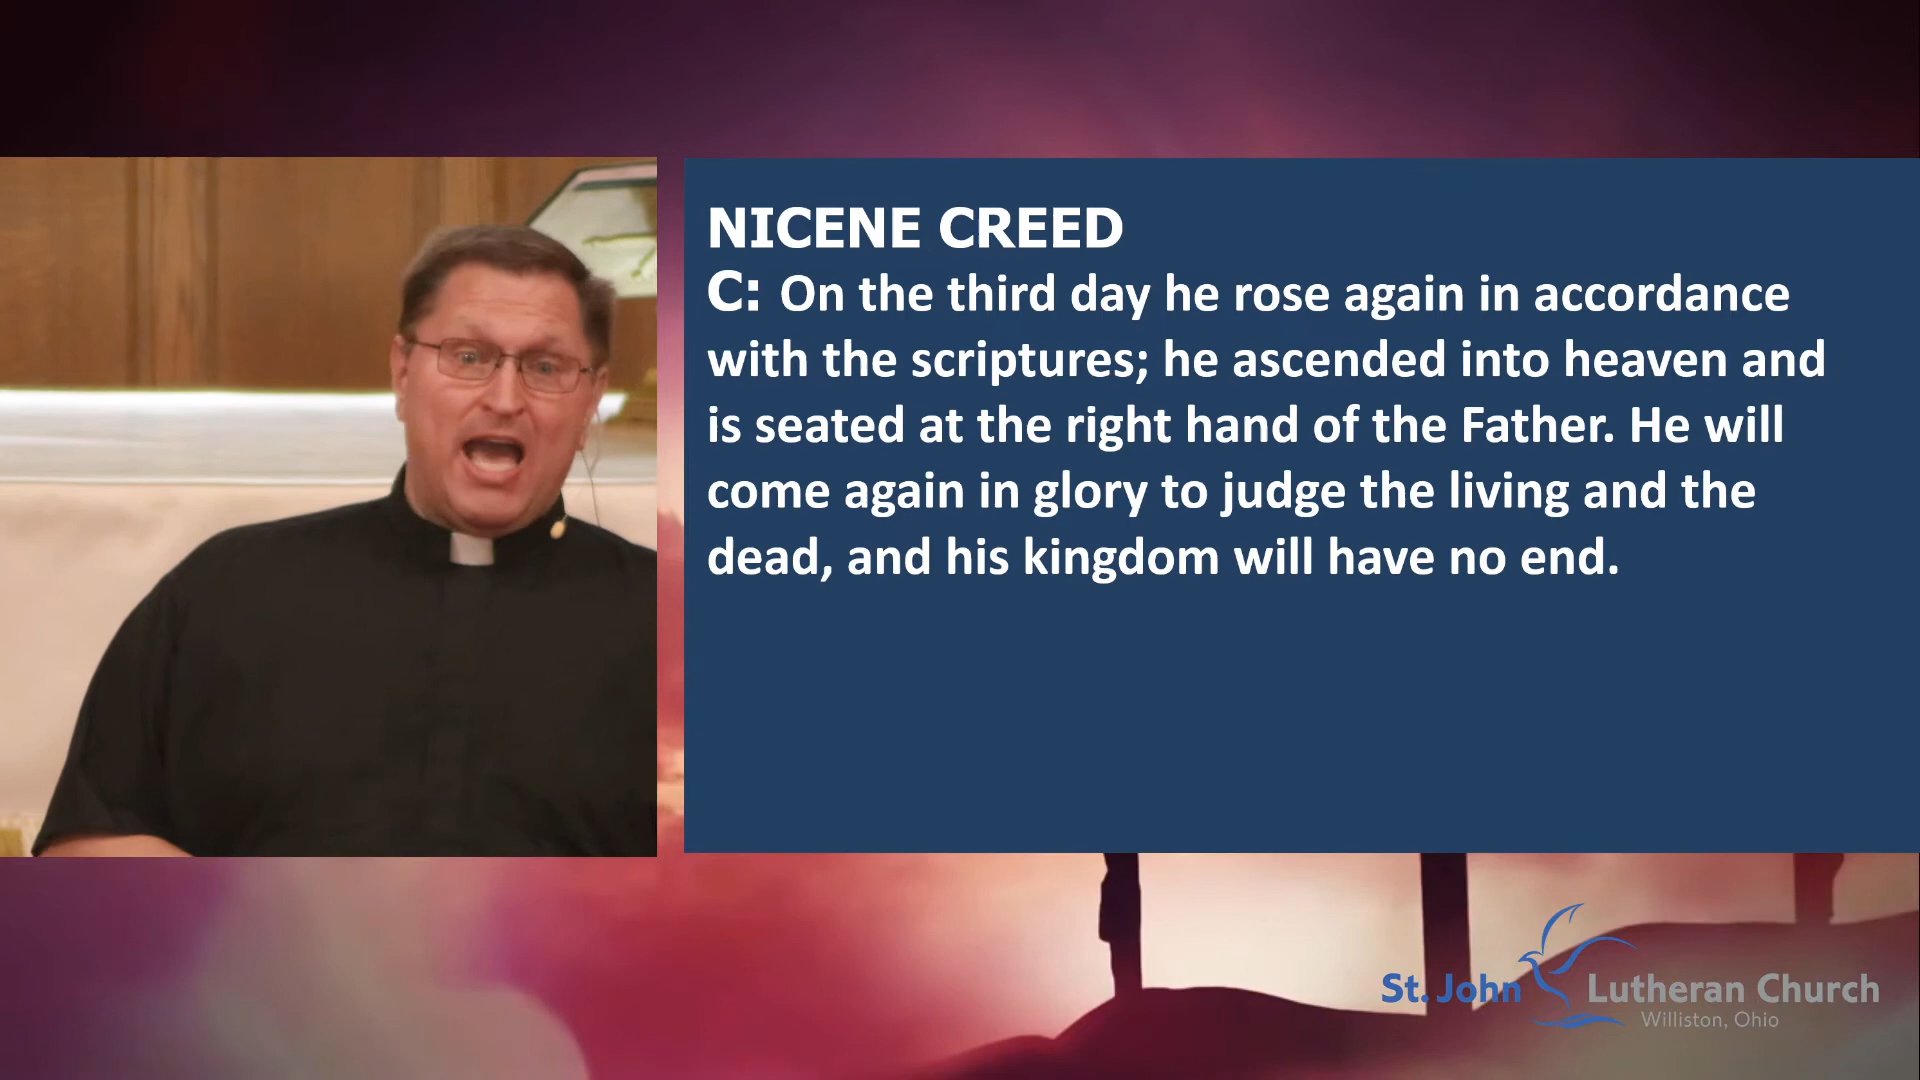 NICENE CREED
C: On the third day he rose again in accordance
with the scriptures; he ascended into heaven and
is seated at the right hand of the Father. He will
come again in glory to judge the living and the
dead, and his kingdom will have no end.
St. John Lutheran Church
Williston, Ohio